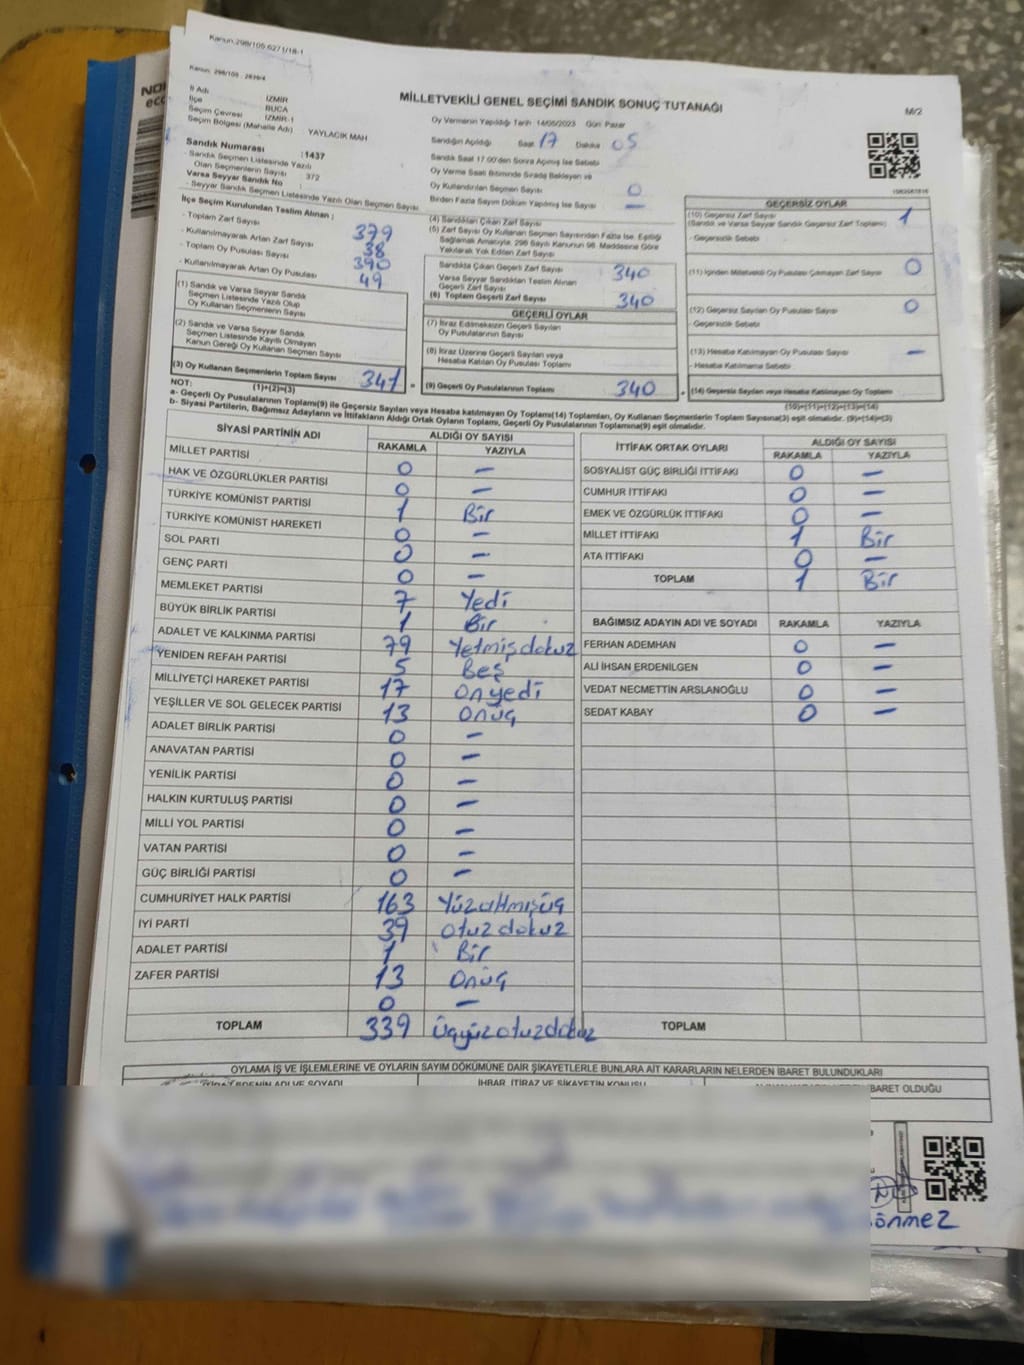 Kanun:298/105.6271/18-1
Kanun: 298/105 - 2839/4
MİLLETVEKİLİ GENEL SEÇİMİ SANDIK SONUÇ TUTANAĞI
M/2
İl Adı İZMİR
İlçe BUCA
Seçim Çevresi İZMİR-1
Seçim Bölgesi (Mahalle Adı) : YAYLACIK MAH
Sandık Numarası : 1437
- Sandık Seçmen Listesinde Yazılı
Olan Seçmenlerin Sayısı : 372
Varsa Seyyar Sandık No :
- Seyyar Sandık Seçmen Listesinde Yazılı Olan Seçmen Sayısı
Oy Vermenin Yapıldığı Tarih 14/05/2023 Gün: Pazar
Sandığın Açıldığı Saat 17 Dakika 05
Sandık Saat 17:00'den Sonra Açılmış İse Sebebi
Oy Verme Saati Bitiminde Sırada Bekleyen ve
Oy Kullandırılan Seçmen Sayısı 0
Birden Fazla Sayım Döküm Yapılmış İse Sayısı —
İlçe Seçim Kurulundan Teslim Alınan ;
- Toplam Zarf Sayısı 379
- Kullanılmayarak Artan Zarf Sayısı 38
- Toplam Oy Pusulası Sayısı 390
- Kullanılmayarak Artan Oy Pusulası 49
(1) Sandık ve Varsa Seyyar Sandık
Seçmen Listesinde Yazılı Olup
Oy Kullanan Seçmenlerin Sayısı
(2) Sandık ve Varsa Seyyar Sandık
Seçmen Listesinde Kayıtlı Olmayan
Kanun Gereği Oy Kullanan Seçmen Sayısı
(3) Oy Kullanan Seçmenlerin Toplam Sayısı 341
(1)+(2)=(3)
(4) Sandıktan Çıkan Zarf Sayısı
(5) Zarf Sayısı Oy Kullanan Seçmen Sayısından Fazla İse, Eşitliği
Sağlamak Amacıyla, 298 Sayılı Kanunun 98. Maddesine Göre
Yakılarak Yok Edilen Zarf Sayısı
Sandıkta Çıkan Geçerli Zarf Sayısı 340
Varsa Seyyar Sandıktan Teslim Alınan
Geçerli Zarf Sayısı
(6) Toplam Geçerli Zarf Sayısı 340
GEÇERLİ OYLAR
(7) İtiraz Edilmeksizin Geçerli Sayılan
Oy Pusulalarının Sayısı
(8) İtiraz Üzerine Geçerli Sayılan veya
Hesaba Katılan Oy Pusulası Toplamı
(9) Geçerli Oy Pusulalarının Toplamı 340
GEÇERSİZ OYLAR
(10) Geçersiz Zarf Sayısı 1
(Sandık ve Varsa Seyyar Sandık Geçersiz Zarf Toplamı)
- Geçersizlik Sebebi
(11) İçinden Milletvekili Oy Pusulası Çıkmayan Zarf Sayısı 0
(12) Geçersiz Sayılan Oy Pusulası Sayısı 0
- Geçersizlik Sebebi
(13) Hesaba Katılmayan Oy Pusulası Sayısı —
- Hesaba Katılmama Sebebi
(14) Geçersiz Sayılan veya Hesaba Katılmayan Oy Toplamı
(10)+(11)+(12)+(13)=(14)
NOT:
a- Geçerli Oy Pusulaları Toplamı(9) ile Geçersiz Sayılan veya Hesaba katılmayan Oy Toplamı(14) Toplamları, Oy Kullanan Seçmenlerin Toplam Sayısına(3) eşit olmalıdır. (9)+(14)=(3)
b- Siyasi Partilerin, Bağımsız Adayların ve İttifakların Aldığı Ortak Oyların Toplamı, Geçerli Oy Pusulalarının Toplamına(9) eşit olmalıdır.
SİYASİ PARTİNİN ADI ALDIĞI OY SAYISI
RAKAMLA YAZIYLA
MİLLET PARTİSİ 0 —
HAK VE ÖZGÜRLÜKLER PARTİSİ 0 —
TÜRKİYE KOMÜNİST PARTİSİ 1 Bir
TÜRKİYE KOMÜNİST HAREKETİ 0 —
SOL PARTİ 0 —
GENÇ PARTİ 0 —
MEMLEKET PARTİSİ 7 Yedi
BÜYÜK BİRLİK PARTİSİ 1 Bir
ADALET VE KALKINMA PARTİSİ 79 Yetmişdokuz
YENİDEN REFAH PARTİSİ 5 Beş
MİLLİYETÇİ HAREKET PARTİSİ 17 Onyedi
YEŞİLLER VE SOL GELECEK PARTİSİ 13 Onüç
ADALET BİRLİK PARTİSİ 0 —
ANAVATAN PARTİSİ 0 —
YENİLİK PARTİSİ 0 —
HALKIN KURTULUŞ PARTİSİ 0 —
MİLLİ YOL PARTİSİ 0 —
VATAN PARTİSİ 0 —
GÜÇ BİRLİĞİ PARTİSİ 0 —
CUMHURİYET HALK PARTİSİ 163 Yüzaltmışüç
İYİ PARTİ 39 Otuzdokuz
ADALET PARTİSİ 1 Bir
ZAFER PARTİSİ 13 Onüç
0 —
TOPLAM 339 Üçyüzotuzdokuz
İTTİFAK ORTAK OYLARI ALDIĞI OY SAYISI
RAKAMLA YAZIYLA
SOSYALİST GÜÇ BİRLİĞİ İTTİFAKI 0 —
CUMHUR İTTİFAKI 0 —
EMEK VE ÖZGÜRLÜK İTTİFAKI 0 —
MİLLET İTTİFAKI 1 Bir
ATA İTTİFAKI 0 —
TOPLAM 1 Bir
BAĞIMSIZ ADAYIN ADI VE SOYADI RAKAMLA YAZIYLA
FERHAN ADEMHAN 0 —
ALİ İHSAN ERDENİLGEN 0 —
VEDAT NECMETTİN ARSLANOĞLU 0 —
SEDAT KABAY 0 —
TOPLAM
OYLAMA İŞ VE İŞLEMLERİNE VE OYLARIN SAYIM DÖKÜMÜNE DAİR ŞİKAYETLERLE BUNLARA AİT KARARLARIN NELERDEN İBARET BULUNDUKLARI
ADI VE SOYADI
İHBAR, İTİRAZ VE ŞİKAYETİN KONUSU
İBARET OLDUĞU